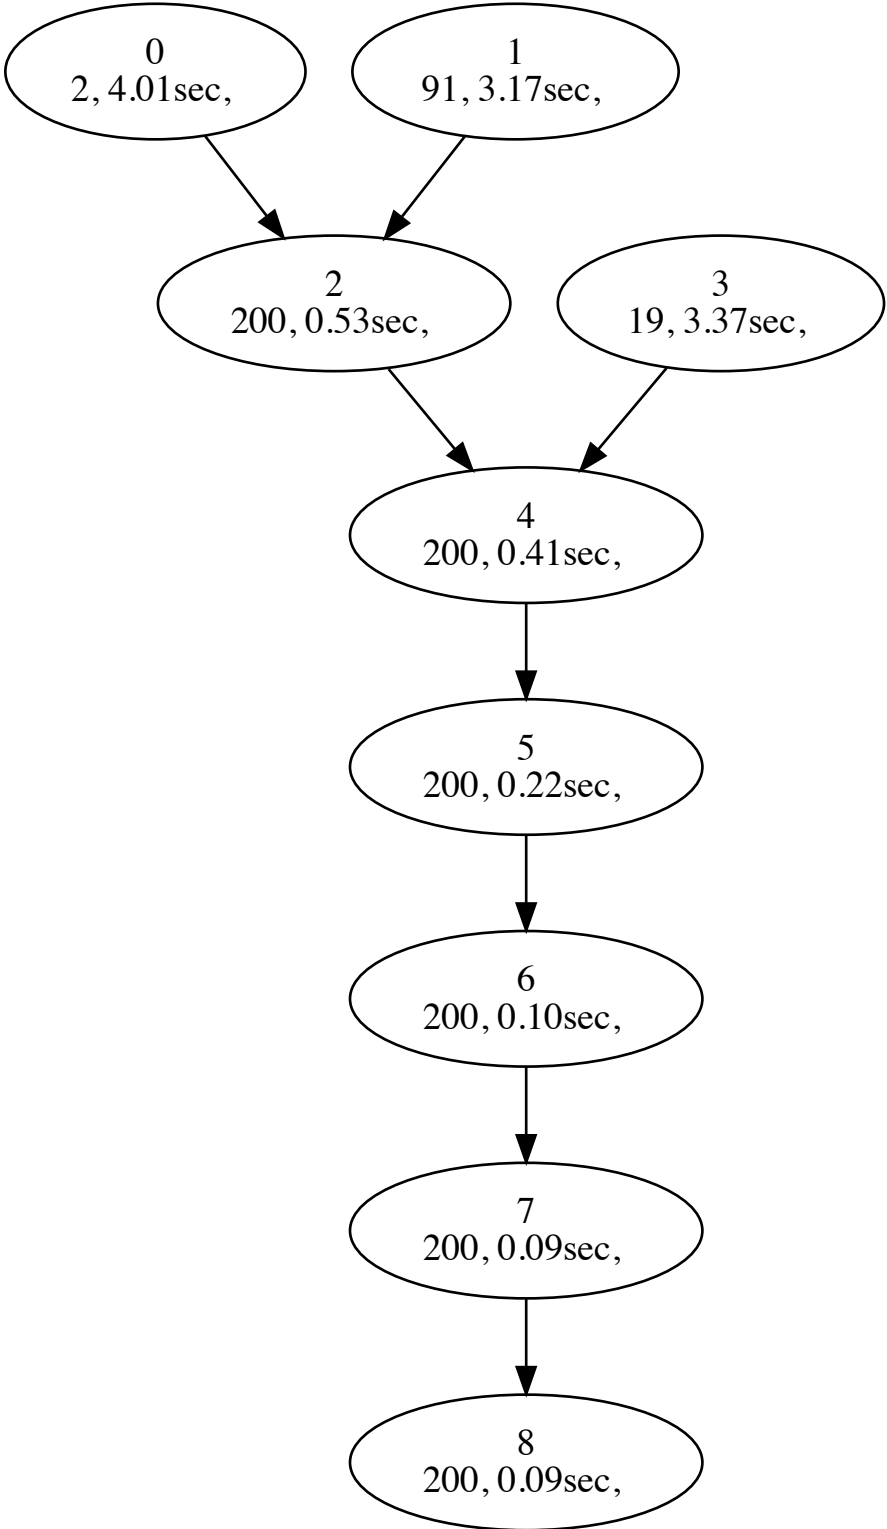 0
2, 4.01sec,
1
91, 3.17sec,
2
200, 0.53sec,
3
19, 3.37sec,
4
200, 0.41sec,
5
200, 0.22sec,
6
200, 0.10sec,
7
200, 0.09sec,
8
200, 0.09sec,